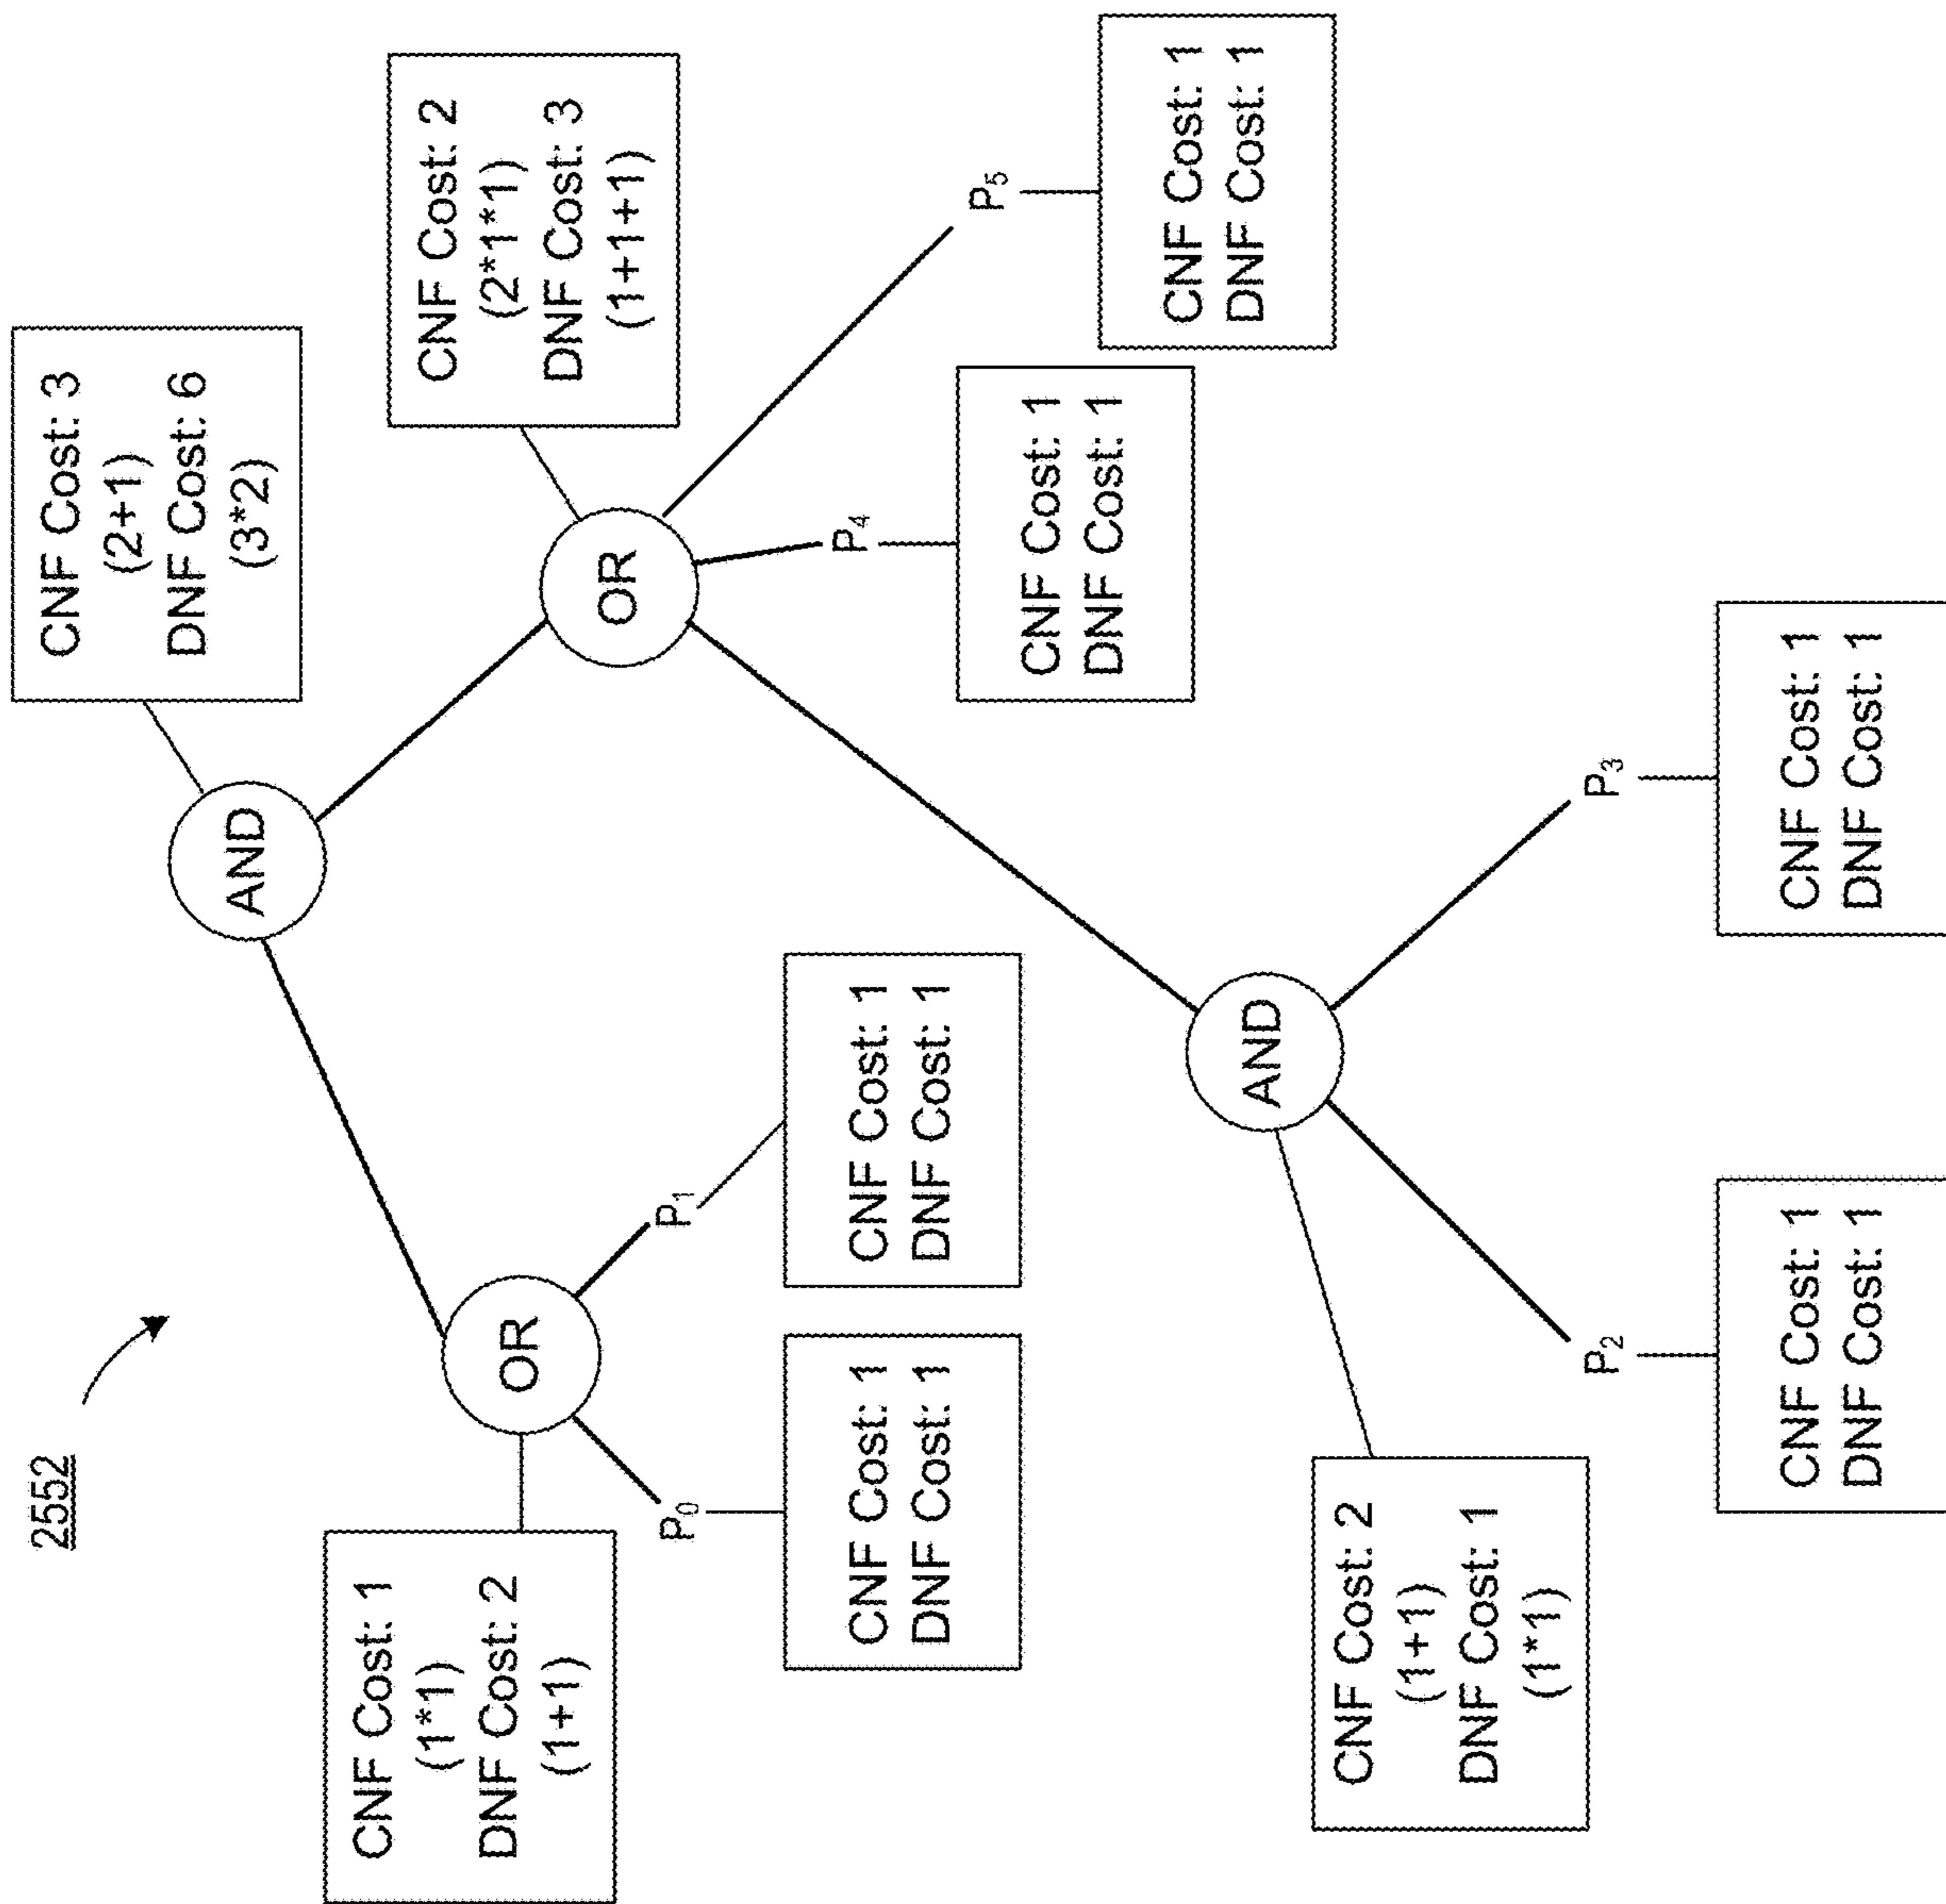 2552
CNF Cost: 3
(2+1)
DNF Cost: 6
(3*2)
AND
CNF Cost: 1
(1*1)
DNF Cost: 2
(1+1)
OR
OR
CNF Cost: 2
(2*1*1)
DNF Cost: 3
(1+1+1)
P0
P1
P4
P5
CNF Cost: 1
DNF Cost: 1
CNF Cost: 1
DNF Cost: 1
CNF Cost: 1
DNF Cost: 1
CNF Cost: 1
DNF Cost: 1
CNF Cost: 2
(1+1)
DNF Cost: 1
(1*1)
AND
P2
P3
CNF Cost: 1
DNF Cost: 1
CNF Cost: 1
DNF Cost: 1